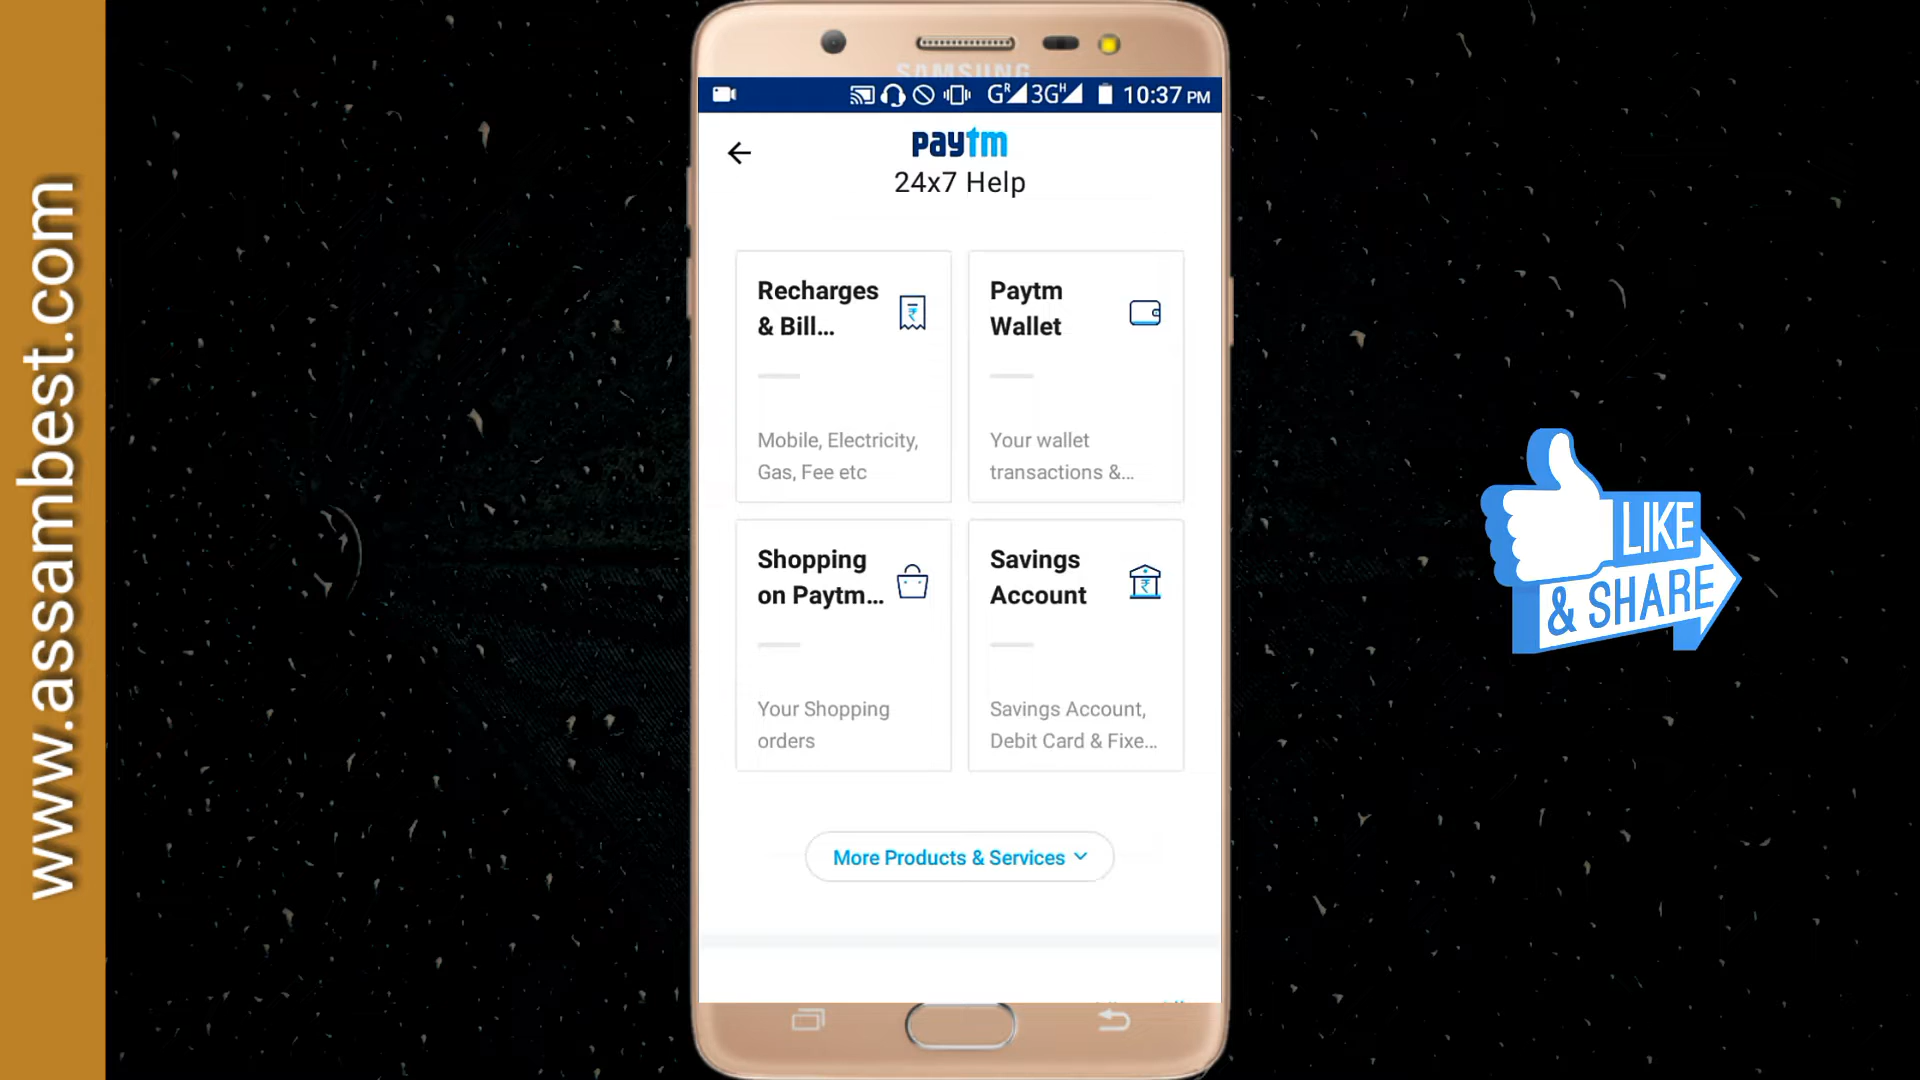 www.assambest.com
SAMSUNG
10:37 PM
paytm
24x7 Help
Recharges
& Bill...
Mobile, Electricity,
Gas, Fee etc
Paytm
Wallet
Your wallet
transactions &...
Shopping
on Paytm...
Your Shopping
orders
Savings
Account
Savings Account,
Debit Card & Fixe...
More Products & Services
LIKE
& SHARE